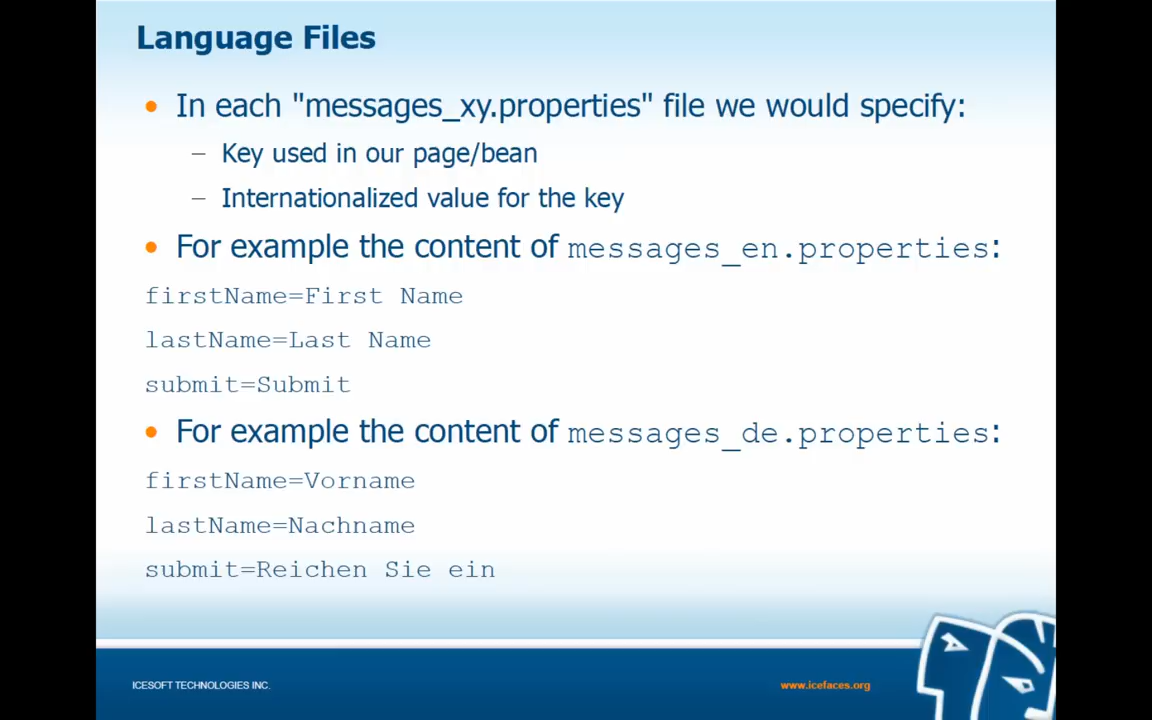 Language Files
• In each "messages_xy.properties" file we would specify:
– Key used in our page/bean
– Internationalized value for the key
• For example the content of messages_en.properties:
firstName=First Name
lastName=Last Name
submit=Submit
• For example the content of messages_de.properties:
firstName=Vorname
lastName=Nachname
submit=Reichen Sie ein
ICESOFT TECHNOLOGIES INC.
www.icefaces.org